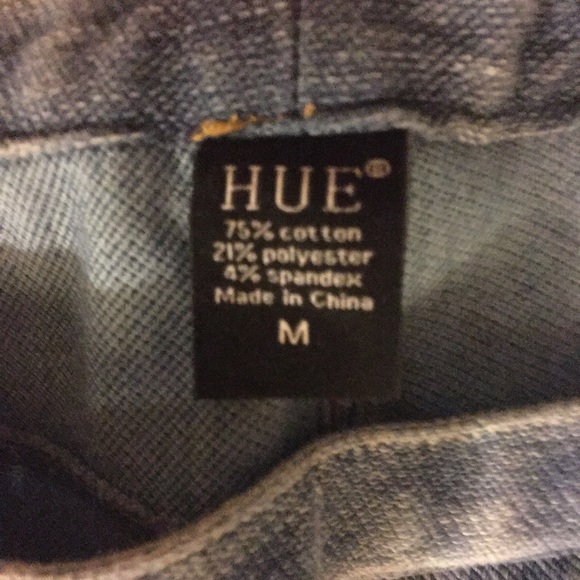 HUE®
75% cotton
21% polyester
4% spandex
Made in China
M